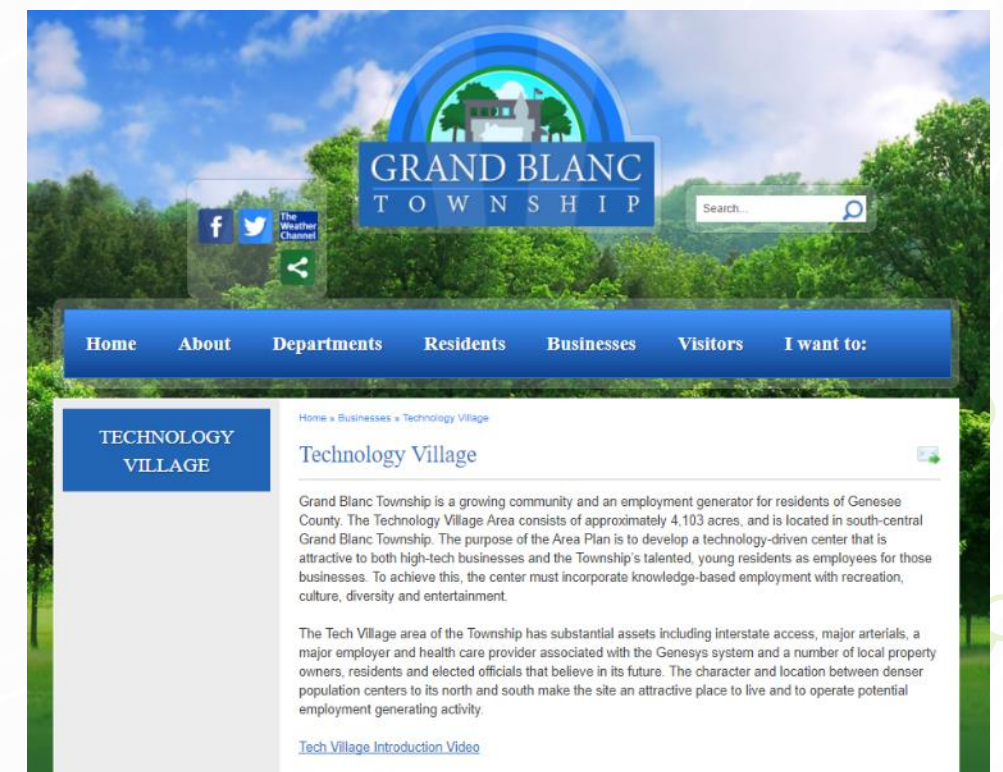 GRAND BLANC
TOWNSHIP
f
The
Weather
Channel
Search...
Home About Departments Residents Businesses Visitors I want to:
TECHNOLOGY
VILLAGE
Home » Businesses » Technology Village
Technology Village
Grand Blanc Township is a growing community and an employment generator for residents of Genesee
County. The Technology Village Area consists of approximately 4,103 acres, and is located in south-central
Grand Blanc Township. The purpose of the Area Plan is to develop a technology-driven center that is
attractive to both high-tech businesses and the Township's talented, young residents as employees for those
businesses. To achieve this, the center must incorporate knowledge-based employment with recreation,
culture, diversity and entertainment.
The Tech Village area of the Township has substantial assets including interstate access, major arterials, a
major employer and health care provider associated with the Genesys system and a number of local property
owners, residents and elected officials that believe in its future. The character and location between denser
population centers to its north and south make the site an attractive place to live and to operate potential
employment generating activity.
Tech Village Introduction Video